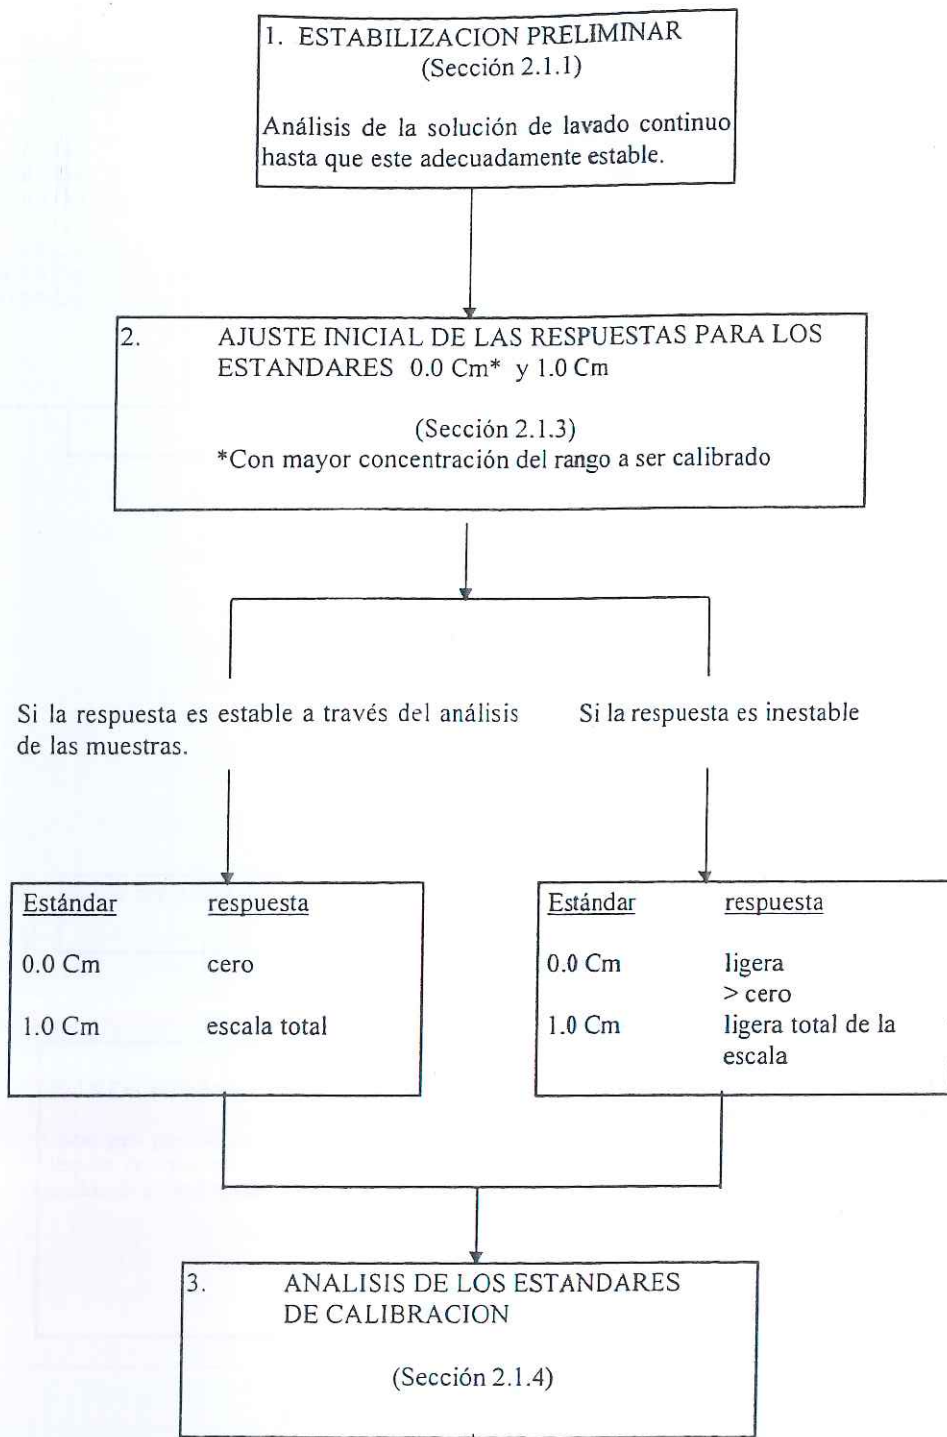 1. ESTABILIZACION PRELIMINAR
(Sección 2.1.1)
Análisis de la solución de lavado continuo
hasta que este adecuadamente estable.
2. AJUSTE INICIAL DE LAS RESPUESTAS PARA LOS
ESTANDARES 0.0 Cm* y 1.0 Cm
(Sección 2.1.3)
*Con mayor concentración del rango a ser calibrado
Si la respuesta es estable a través del análisis
de las muestras.
Si la respuesta es inestable
Estándar respuesta
0.0 Cm cero
1.0 Cm escala total
Estándar respuesta
0.0 Cm ligera
> cero
1.0 Cm ligera total de la
escala
3. ANALISIS DE LOS ESTANDARES
DE CALIBRACION
(Sección 2.1.4)